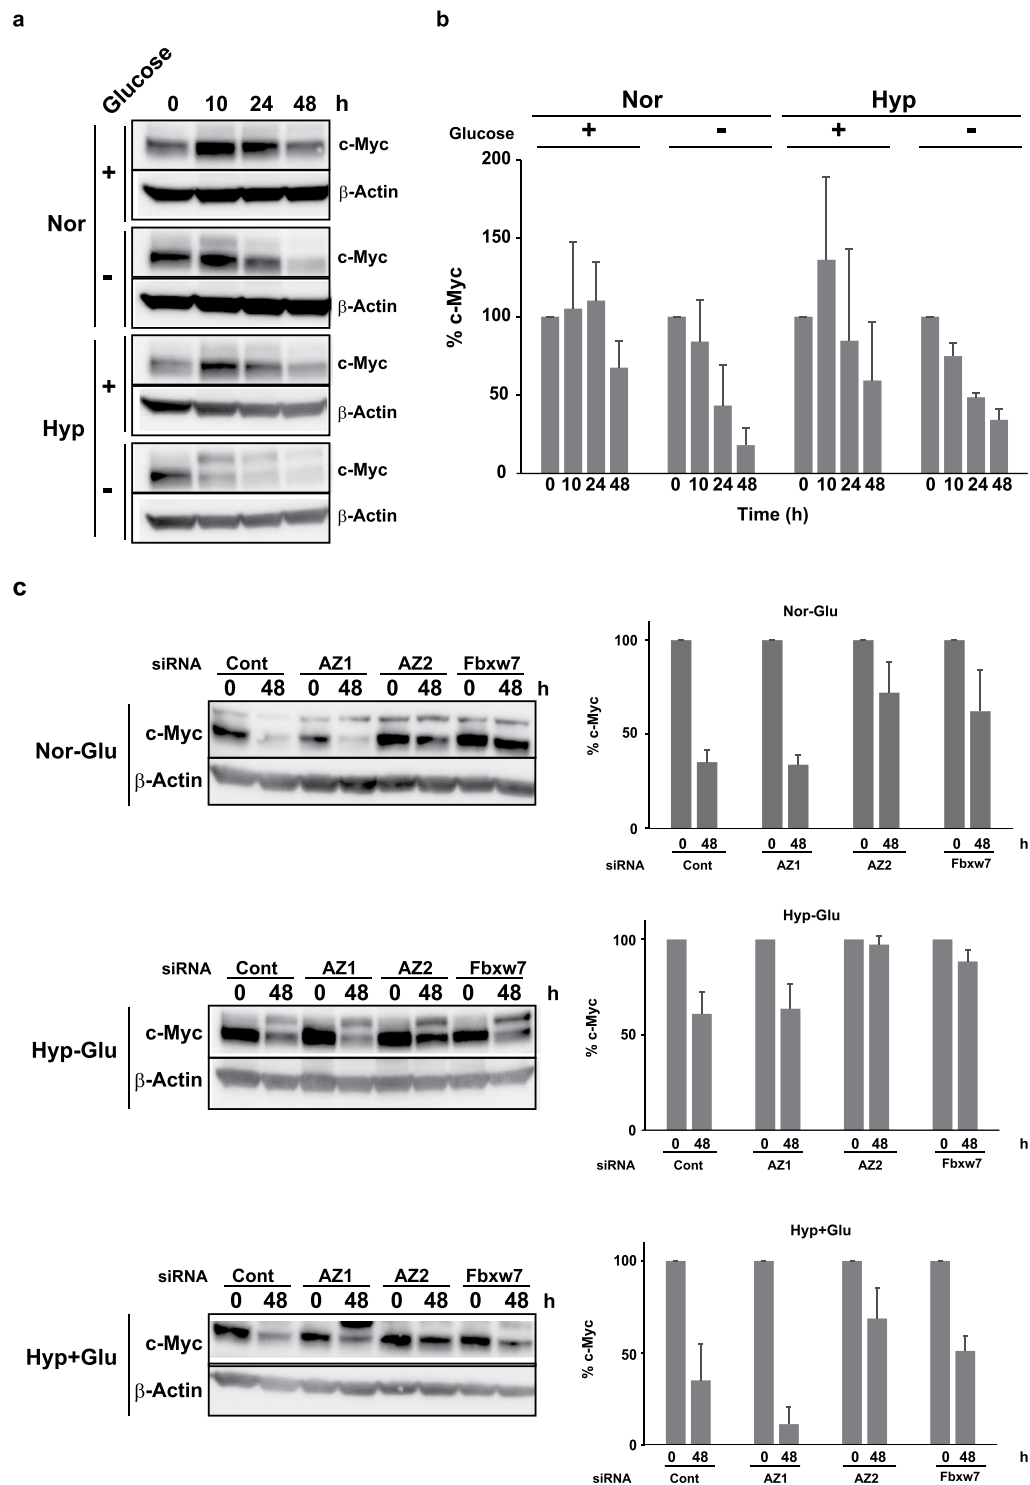 a
Glucose 0 10 24 48 h
Nor
+
c-Myc
β-Actin
-
c-Myc
β-Actin
Hyp
+
c-Myc
β-Actin
-
c-Myc
β-Actin
b
Nor Hyp
Glucose + - + -
200
150
100
50
0
% c-Myc
0 10 24 48 0 10 24 48 0 10 24 48 0 10 24 48
Time (h)
c
siRNA Cont AZ1 AZ2 Fbxw7
0 48 0 48 0 48 0 48 h
Nor-Glu
c-Myc
β-Actin
Nor-Glu
100
50
0
% c-Myc
0 48 0 48 0 48 0 48 h
siRNA Cont AZ1 AZ2 Fbxw7
siRNA Cont AZ1 AZ2 Fbxw7
0 48 0 48 0 48 0 48 h
Hyp-Glu
c-Myc
β-Actin
Hyp-Glu
100
50
0
% c-Myc
0 48 0 48 0 48 0 48 h
siRNA Cont AZ1 AZ2 Fbxw7
siRNA Cont AZ1 AZ2 Fbxw7
0 48 0 48 0 48 0 48 h
Hyp+Glu
c-Myc
β-Actin
Hyp+Glu
100
50
0
% c-Myc
0 48 0 48 0 48 0 48 h
siRNA Cont AZ1 AZ2 Fbxw7